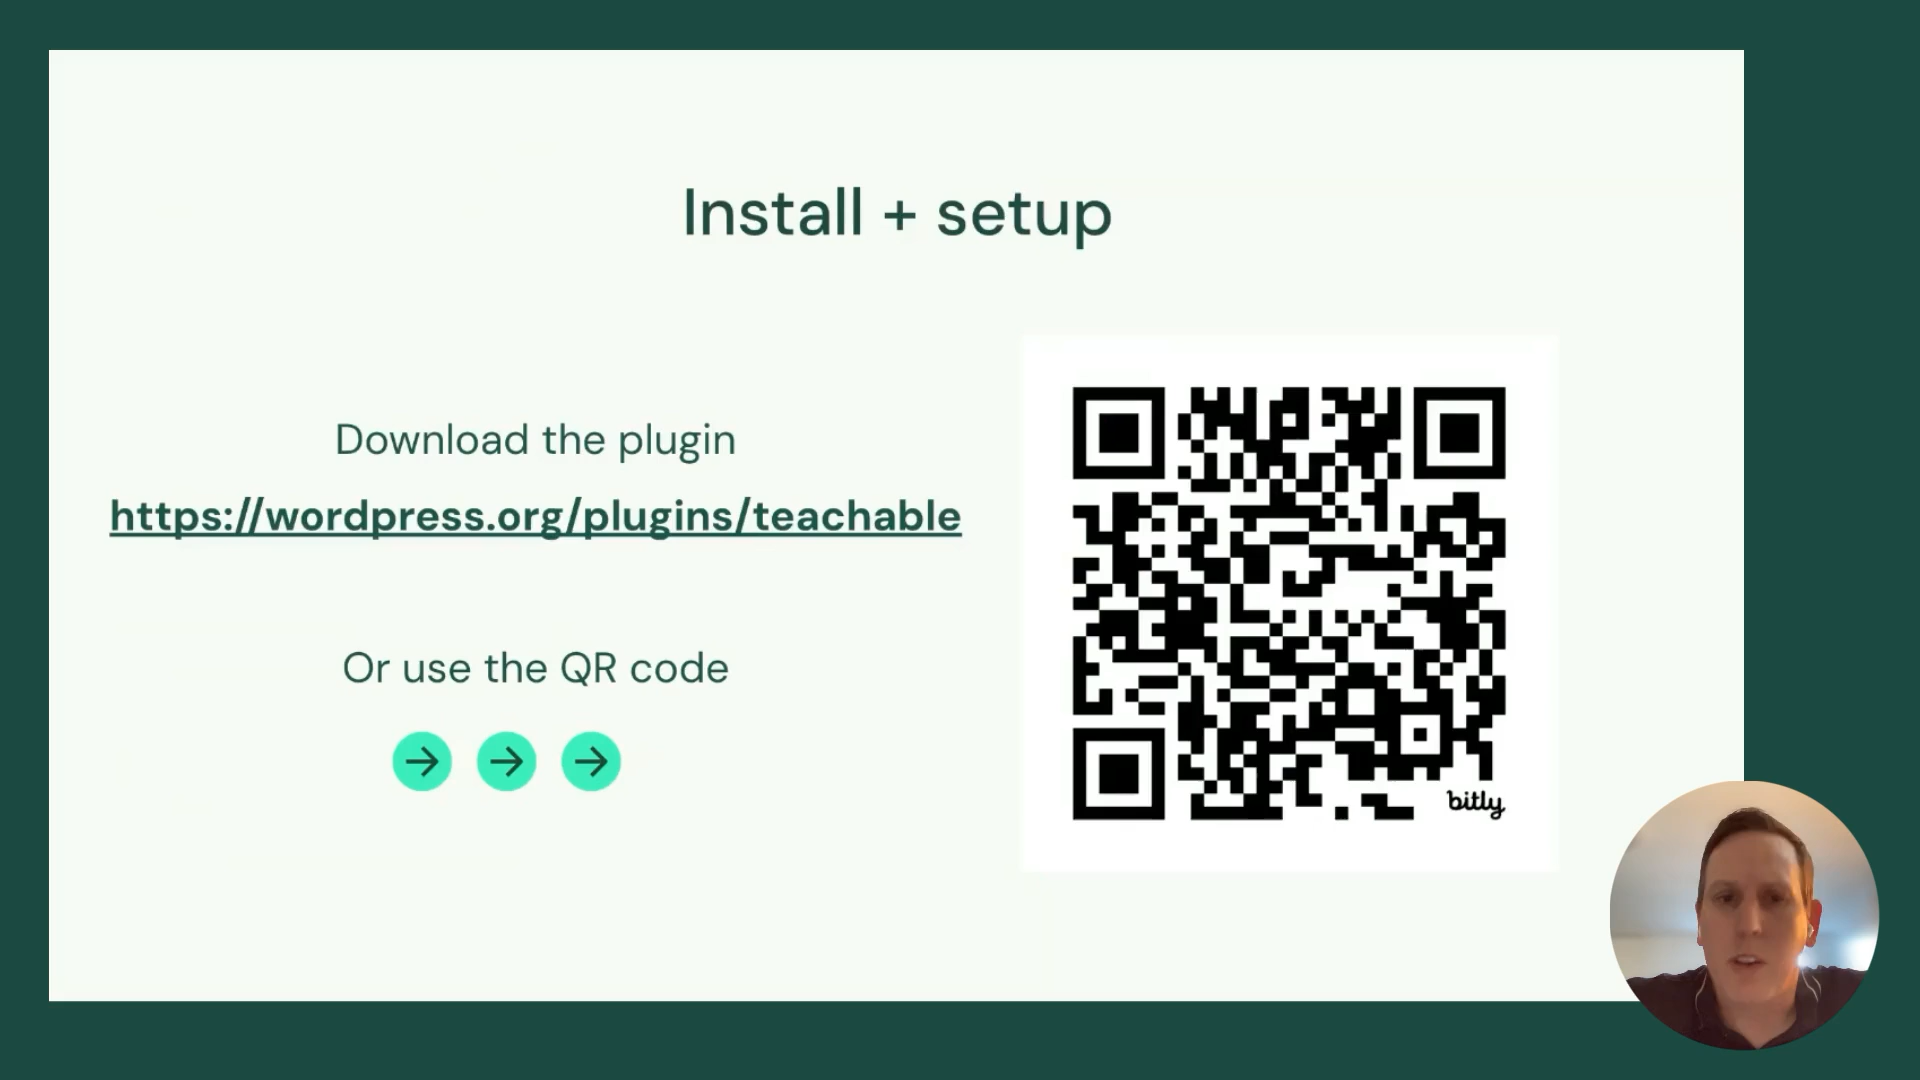 Install + setup
Download the plugin
https://wordpress.org/plugins/teachable
Or use the QR code
bitly